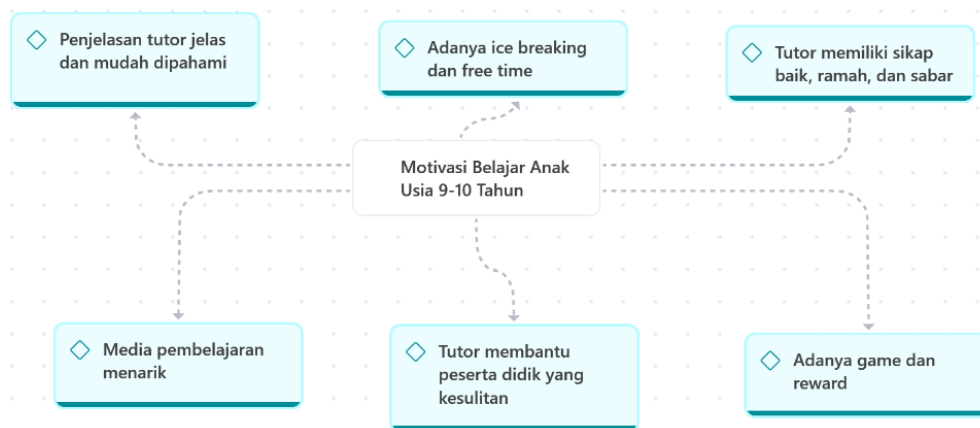 Penjelasan tutor jelas
dan mudah dipahami
Adanya ice breaking
dan free time
Tutor memiliki sikap
baik, ramah, dan sabar
Motivasi Belajar Anak
Usia 9-10 Tahun
Media pembelajaran
menarik
Tutor membantu
peserta didik yang
kesulitan
Adanya game dan
reward